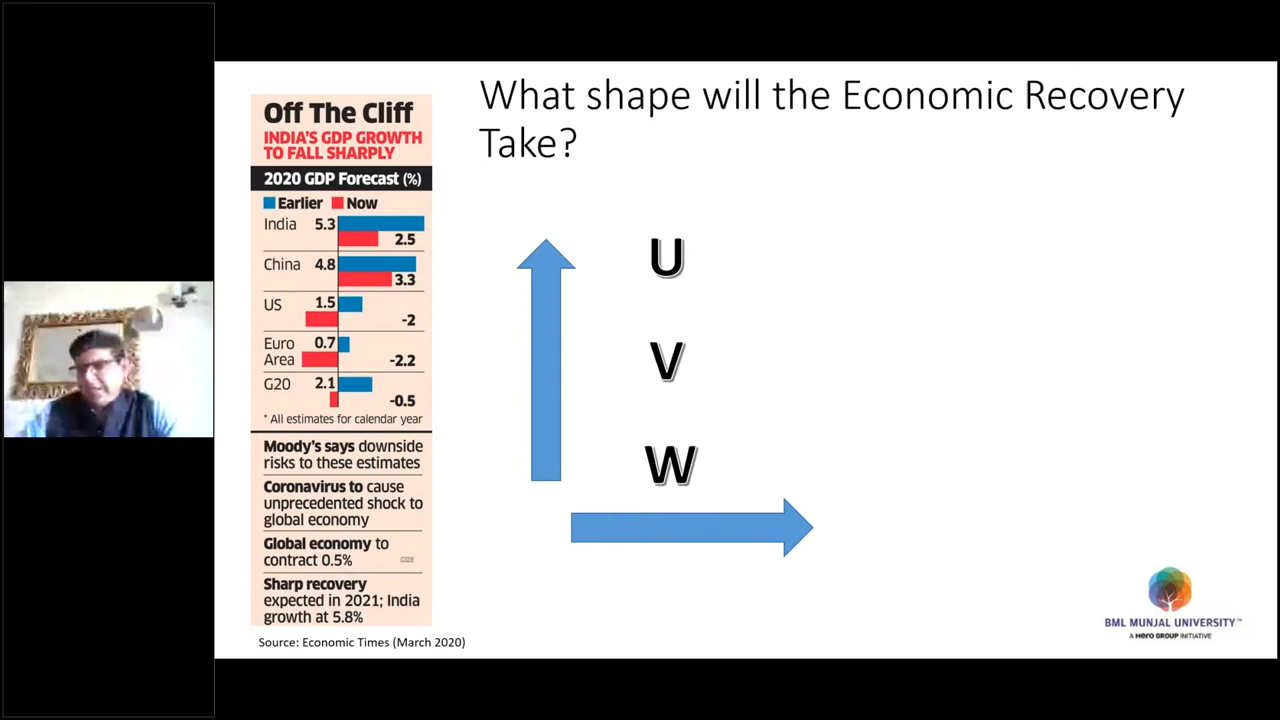 What shape will the Economic Recovery
Take?
Off The Cliff
INDIA'S GDP GROWTH
TO FALL SHARPLY
2020 GDP Forecast (%)
Earlier Now
India 5.3
2.5
China 4.8
3.3
US 1.5
-2
Euro 0.7
Area -2.2
G20 2.1
-0.5
* All estimates for calendar year
Moody's says downside
risks to these estimates
Coronavirus to cause
unprecedented shock to
global economy
Global economy to
contract 0.5%
Sharp recovery
expected in 2021; India
growth at 5.8%
Source: Economic Times (March 2020)
U
V
W
BML MUNJAL UNIVERSITY™
A Hero GROUP INITIATIVE